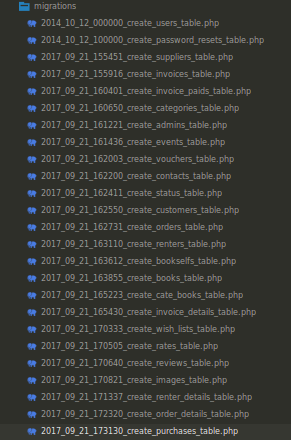 migrations
2014_10_12_000000_create_users_table.php
2014_10_12_100000_create_password_resets_table.php
2017_09_21_155451_create_suppliers_table.php
2017_09_21_155916_create_invoices_table.php
2017_09_21_160401_create_invoice_paids_table.php
2017_09_21_160650_create_categories_table.php
2017_09_21_161221_create_admins_table.php
2017_09_21_161436_create_events_table.php
2017_09_21_162003_create_vouchers_table.php
2017_09_21_162200_create_contacts_table.php
2017_09_21_162411_create_status_table.php
2017_09_21_162550_create_customers_table.php
2017_09_21_162731_create_orders_table.php
2017_09_21_163110_create_renters_table.php
2017_09_21_163612_create_bookselfs_table.php
2017_09_21_163855_create_books_table.php
2017_09_21_165223_create_cate_books_table.php
2017_09_21_165430_create_invoice_details_table.php
2017_09_21_170333_create_wish_lists_table.php
2017_09_21_170505_create_rates_table.php
2017_09_21_170640_create_reviews_table.php
2017_09_21_170821_create_images_table.php
2017_09_21_171337_create_renter_details_table.php
2017_09_21_172320_create_order_details_table.php
2017_09_21_173130_create_purchases_table.php